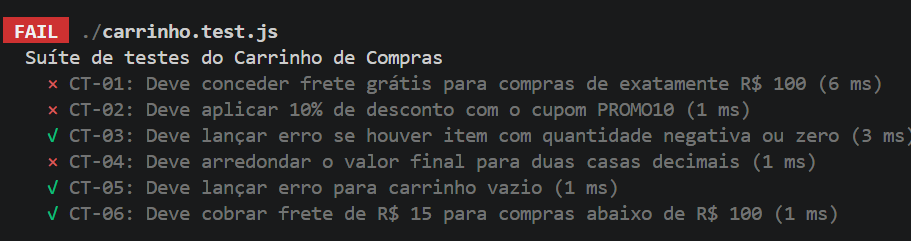 FAIL ./carrinho.test.js
Suíte de testes do Carrinho de Compras
× CT-01: Deve conceder frete grátis para compras de exatamente R$ 100 (6 ms)
× CT-02: Deve aplicar 10% de desconto com o cupom PROMO10 (1 ms)
√ CT-03: Deve lançar erro se houver item com quantidade negativa ou zero (3 ms)
× CT-04: Deve arredondar o valor final para duas casas decimais (1 ms)
√ CT-05: Deve lançar erro para carrinho vazio (1 ms)
√ CT-06: Deve cobrar frete de R$ 15 para compras abaixo de R$ 100 (1 ms)